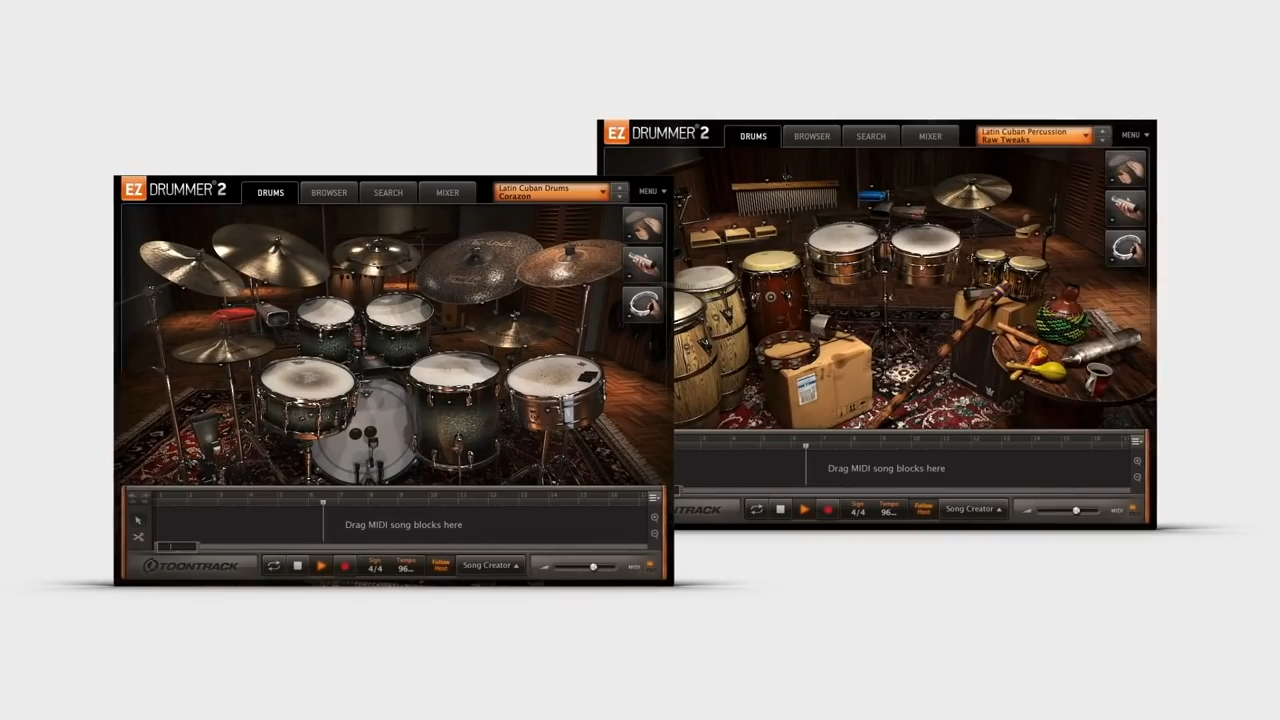 EZ DRUMMER® 2
DRUMS
BROWSER
SEARCH
MIXER
Latin Cuban Drums
Corazon
MENU
Drag MIDI song blocks here
TOONTRACK
Sign
4/4
Tempo
96...
Follow
Host
Song Creator
MIDI
OUT
EZ DRUMMER® 2
DRUMS
BROWSER
SEARCH
MIXER
Latin Cuban Percussion
Raw Tweaks
MENU
Drag MIDI song blocks here
NTRACK
Sign
4/4
Tempo
96...
Follow
Host
Song Creator
MIDI